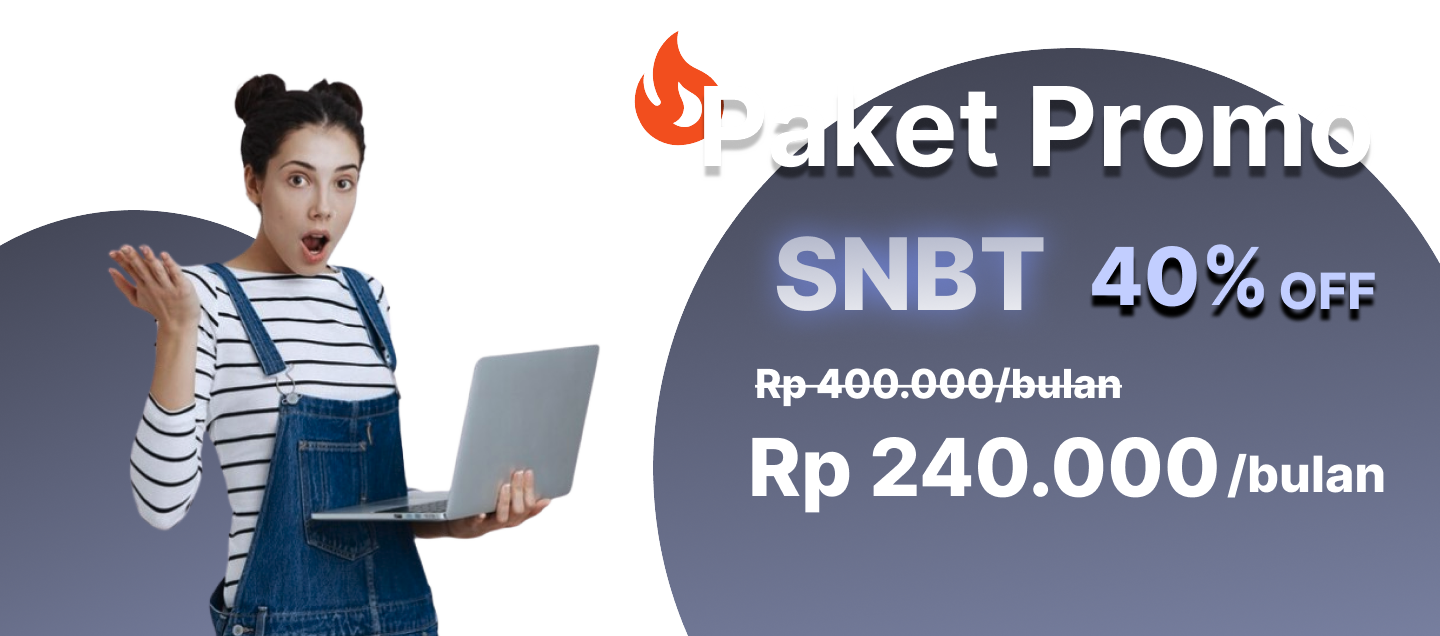 Paket Promo
SNBT 40% OFF
Rp 400.000/bulan
Rp 240.000/bulan